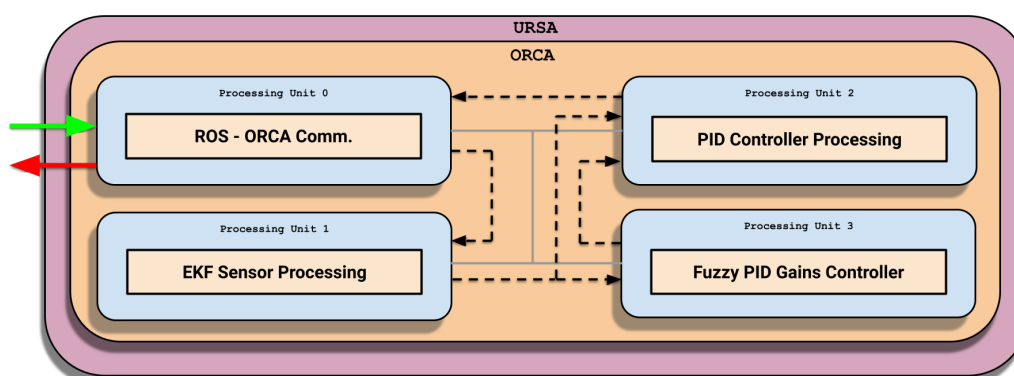 URSA
ORCA
Processing Unit 0
ROS - ORCA Comm.
Processing Unit 2
PID Controller Processing
Processing Unit 1
EKF Sensor Processing
Processing Unit 3
Fuzzy PID Gains Controller